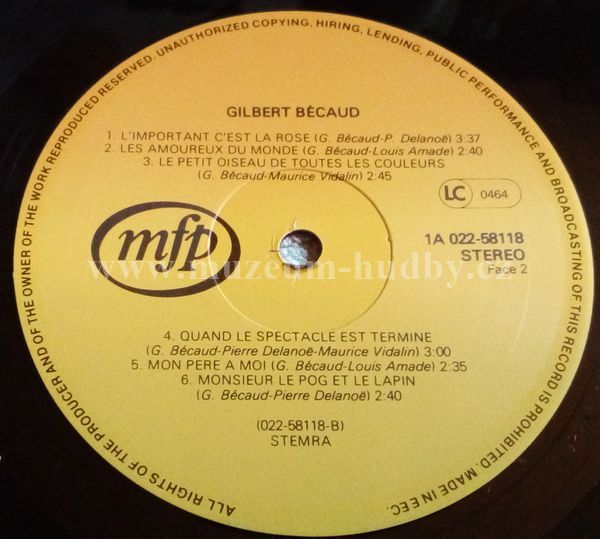 ALL RIGHTS OF THE PRODUCER AND OF THE OWNER OF THE WORK REPRODUCED RESERVED. UNAUTHORIZED COPYING, HIRING, LENDING, PUBLIC PERFORMANCE AND BROADCASTING OF THIS RECORD IS PROHIBITED. MADE IN EEC.
GILBERT BÉCAUD
1. L'IMPORTANT C'EST LA ROSE (G. Bécaud-P. Delanoë) 3:37
2. LES AMOUREUX DU MONDE (G. Bécaud-Louis Amade) 2:40
3. LE PETIT OISEAU DE TOUTES LES COULEURS
(G. Bécaud-Maurice Vidalin) 2:45
LC 0464
mfp
1A 022-58118
STEREO
Face 2
www.muzeum-hudby.cz
4. QUAND LE SPECTACLE EST TERMINE
(G. Bécaud-Pierre Delanoë-Maurice Vidalin) 3:00
5. MON PERE A MOI (G. Bécaud-Louis Amade) 2:35
6. MONSIEUR LE POG ET LE LAPIN
(G. Bécaud-Pierre Delanoë) 2:40
(022-58118-B)
STEMRA